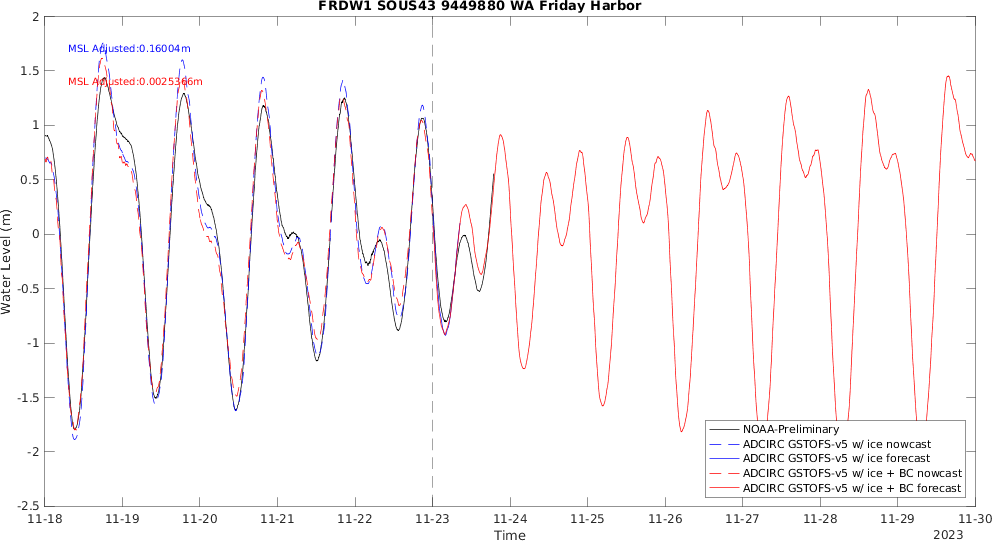 FRDW1 SOUS43 9449880 WA Friday Harbor
2
1.5
1
0.5
0
-0.5
-1
-1.5
-2
-2.5
Water Level (m)
MSL Adjusted:0.16004m
MSL Adjusted:0.0025366m
NOAA-Preliminary
ADCIRC GSTOFS-v5 w/ ice nowcast
ADCIRC GSTOFS-v5 w/ ice forecast
ADCIRC GSTOFS-v5 w/ ice + BC nowcast
ADCIRC GSTOFS-v5 w/ ice + BC forecast
11-18 11-19 11-20 11-21 11-22 11-23 11-24 11-25 11-26 11-27 11-28 11-29 11-30
Time
2023